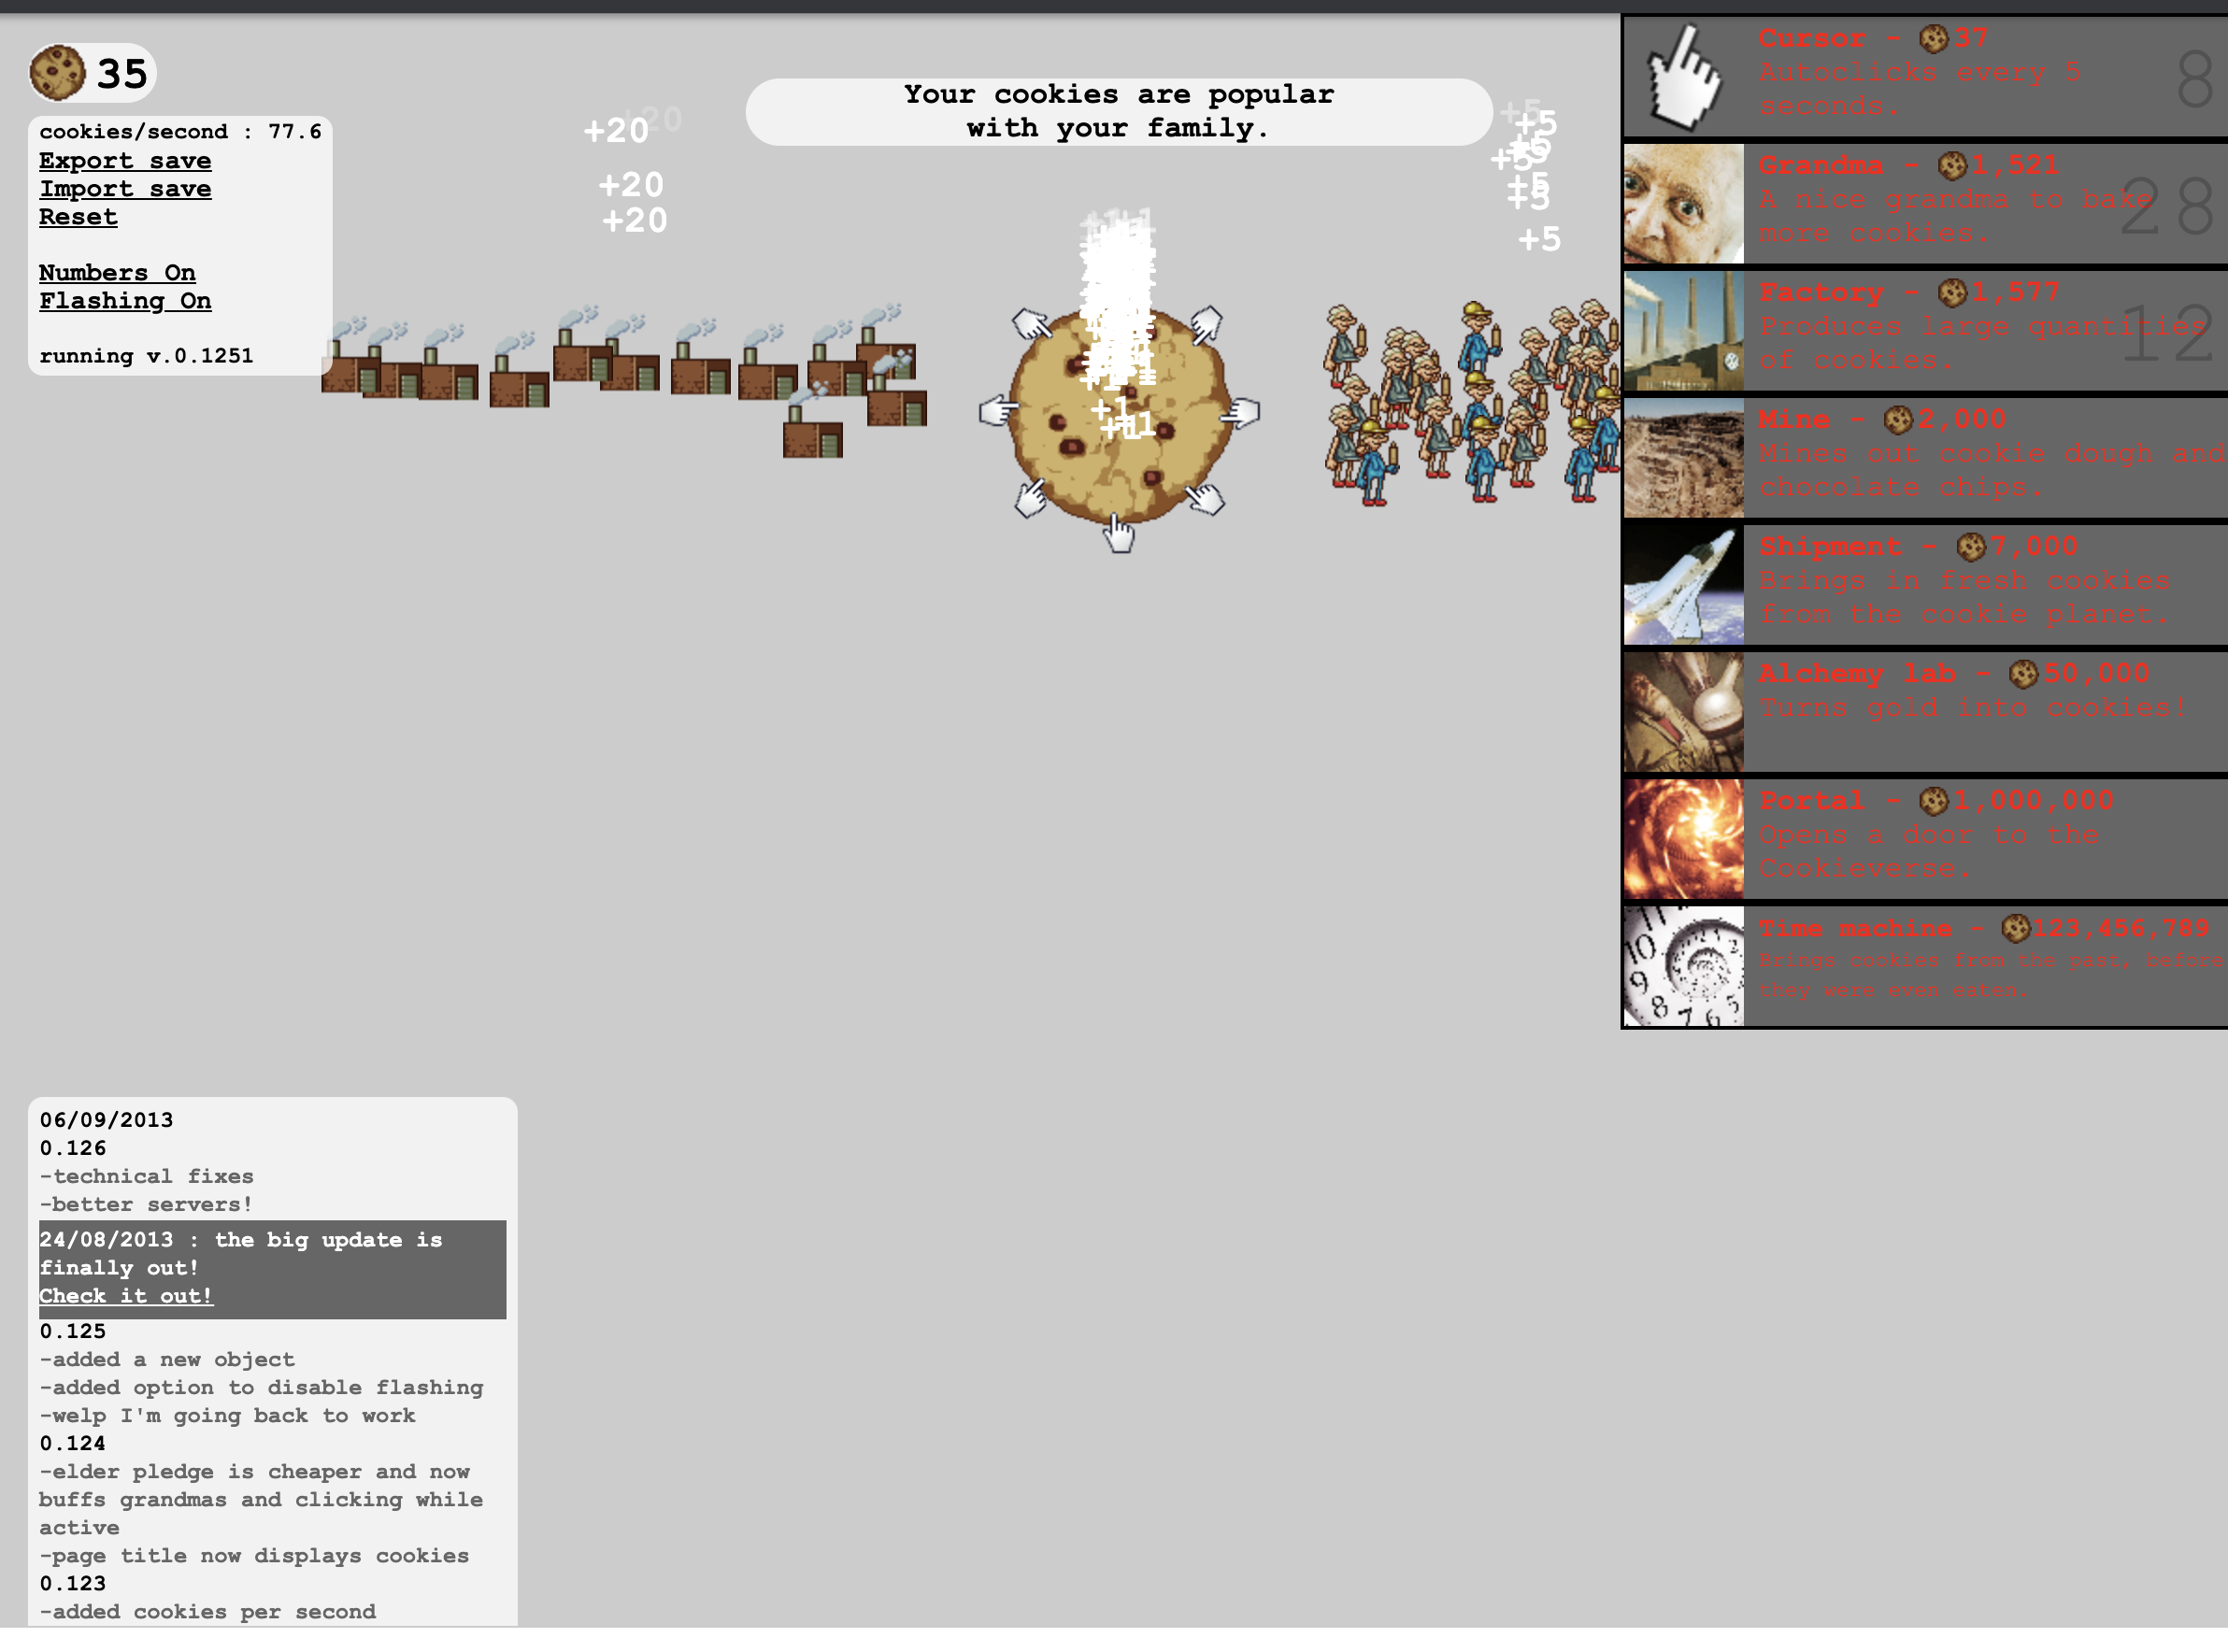 35
cookies/second : 77.6
Export save
Import save
Reset
Numbers On
Flashing On
running v.0.1251
+20
+20
+20
+20
Your cookies are popular
with your family.
+5
+5
+5
+5
+5
+5
+5
+1
+1
Cursor - 37
Autoclicks every 5
seconds.
8
Grandma - 1,521
A nice grandma to bake
more cookies.
28
Factory - 1,577
Produces large quantities
of cookies.
12
Mine - 2,000
Mines out cookie dough and
chocolate chips.
Shipment - 7,000
Brings in fresh cookies
from the cookie planet.
Alchemy lab - 50,000
Turns gold into cookies!
Portal - 1,000,000
Opens a door to the
Cookieverse.
Time machine - 123,456,789
Brings cookies from the past, before
they were even eaten.
06/09/2013
0.126
-technical fixes
-better servers!
24/08/2013 : the big update is
finally out!
Check it out!
0.125
-added a new object
-added option to disable flashing
-welp I'm going back to work
0.124
-elder pledge is cheaper and now
buffs grandmas and clicking while
active
-page title now displays cookies
0.123
-added cookies per second